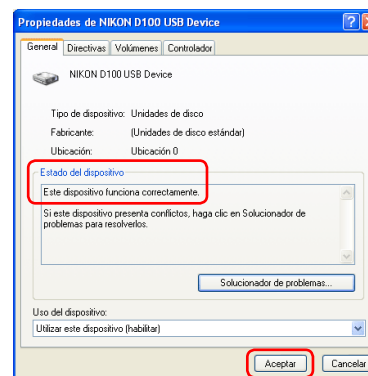 Propiedades de NIKON D100 USB Device
General Directivas Volúmenes Controlador
NIKON D100 USB Device
Tipo de dispositivo: Unidades de disco
Fabricante: (Unidades de disco estándar)
Ubicación: Ubicación 0
Estado del dispositivo
Este dispositivo funciona correctamente.
Si este dispositivo presenta conflictos, haga clic en Solucionador de
problemas para resolverlos.
Solucionador de problemas...
Uso del dispositivo:
Utilizar este dispositivo (habilitar)
Aceptar Cancelar